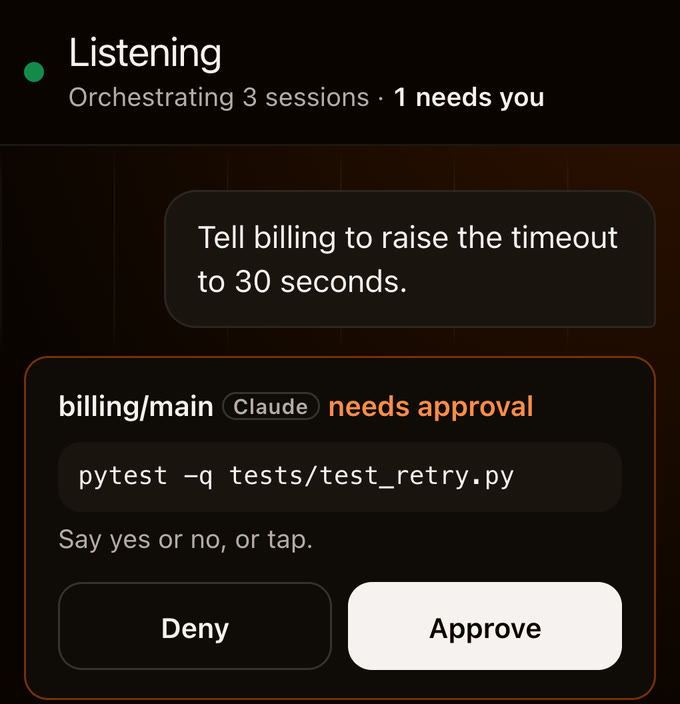 Listening
Orchestrating 3 sessions · 1 needs you
Tell billing to raise the timeout
to 30 seconds.
billing/main Claude needs approval
pytest -q tests/test_retry.py
Say yes or no, or tap.
Deny Approve